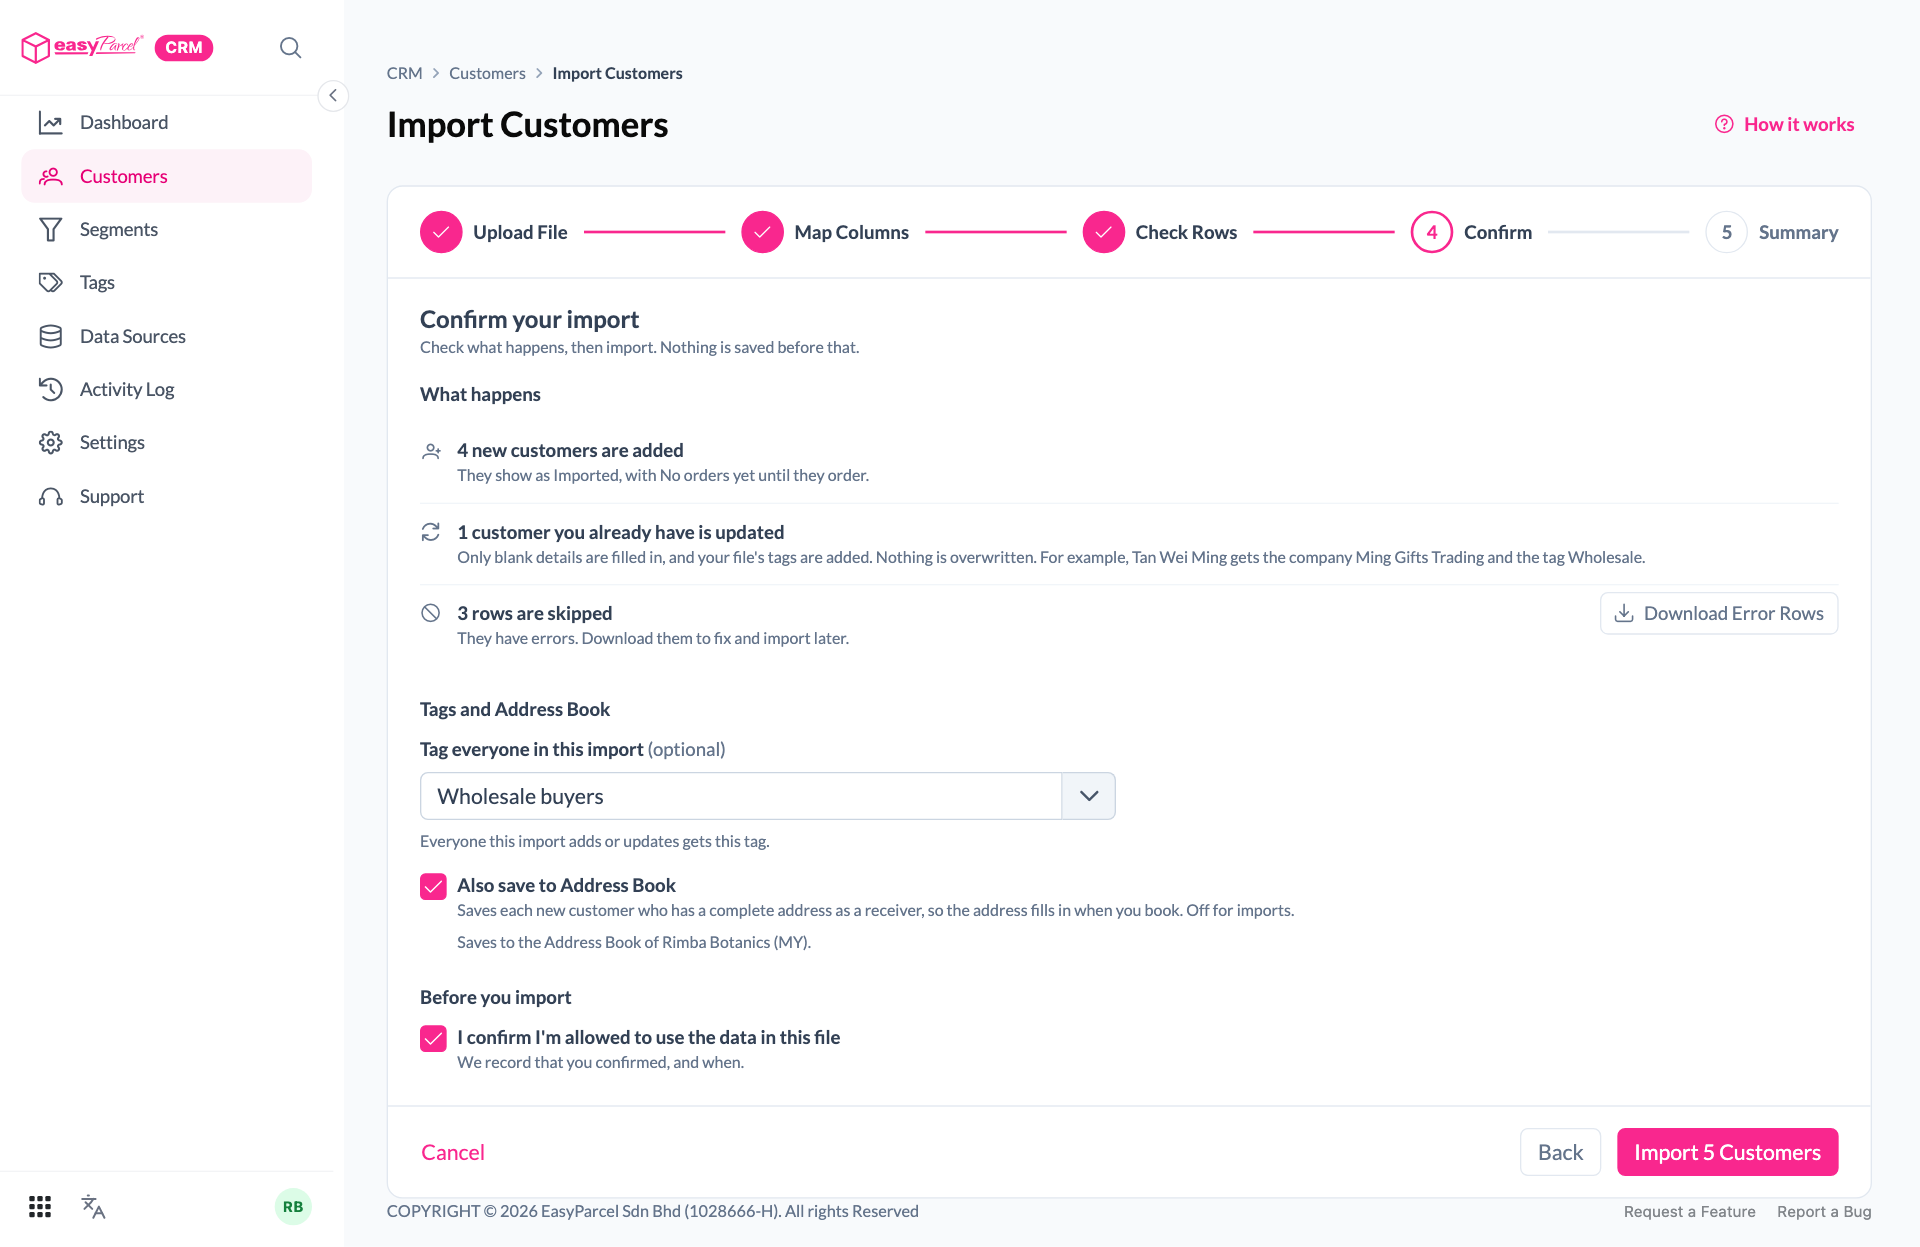 easyParcel CRM
Dashboard
Customers
Segments
Tags
Data Sources
Activity Log
Settings
Support
RB
CRM > Customers > Import Customers
Import Customers
How it works
Upload File
Map Columns
Check Rows
4 Confirm
5 Summary
Confirm your import
Check what happens, then import. Nothing is saved before that.
What happens
4 new customers are added
They show as Imported, with No orders yet until they order.
1 customer you already have is updated
Only blank details are filled in, and your file's tags are added. Nothing is overwritten. For example, Tan Wei Ming gets the company Ming Gifts Trading and the tag Wholesale.
3 rows are skipped
They have errors. Download them to fix and import later.
Download Error Rows
Tags and Address Book
Tag everyone in this import (optional)
Wholesale buyers
Everyone this import adds or updates gets this tag.
Also save to Address Book
Saves each new customer who has a complete address as a receiver, so the address fills in when you book. Off for imports.
Saves to the Address Book of Rimba Botanics (MY).
Before you import
I confirm I'm allowed to use the data in this file
We record that you confirmed, and when.
Cancel
Back
Import 5 Customers
COPYRIGHT © 2026 EasyParcel Sdn Bhd (1028666-H). All rights Reserved
Request a Feature
Report a Bug